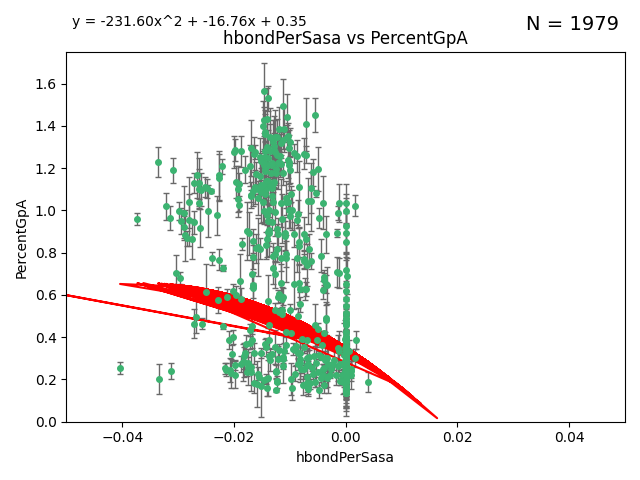 y = -231.60x^2 + -16.76x + 0.35
N = 1979
hbondPerSasa vs PercentGpA
PercentGpA
1.6
1.4
1.2
1.0
0.8
0.6
0.4
0.2
0.0
−0.04
−0.02
0.00
0.02
0.04
hbondPerSasa